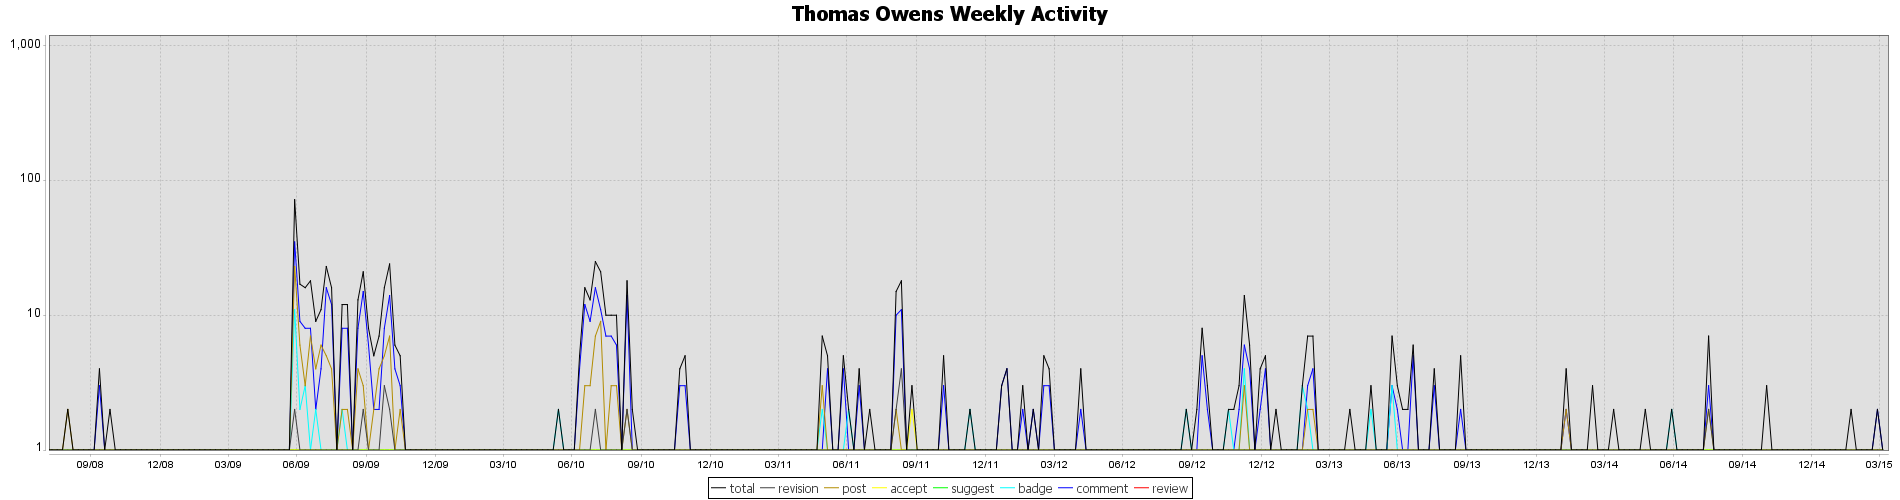 Thomas Owens Weekly Activity
1,000
100
10
1
09/08 12/08 03/09 06/09 09/09 12/09 03/10 06/10 09/10 12/10 03/11 06/11 09/11 12/11 03/12 06/12 09/12 12/12 03/13 06/13 09/13 12/13 03/14 06/14 09/14 12/14 03/15
total revision post accept suggest badge comment review